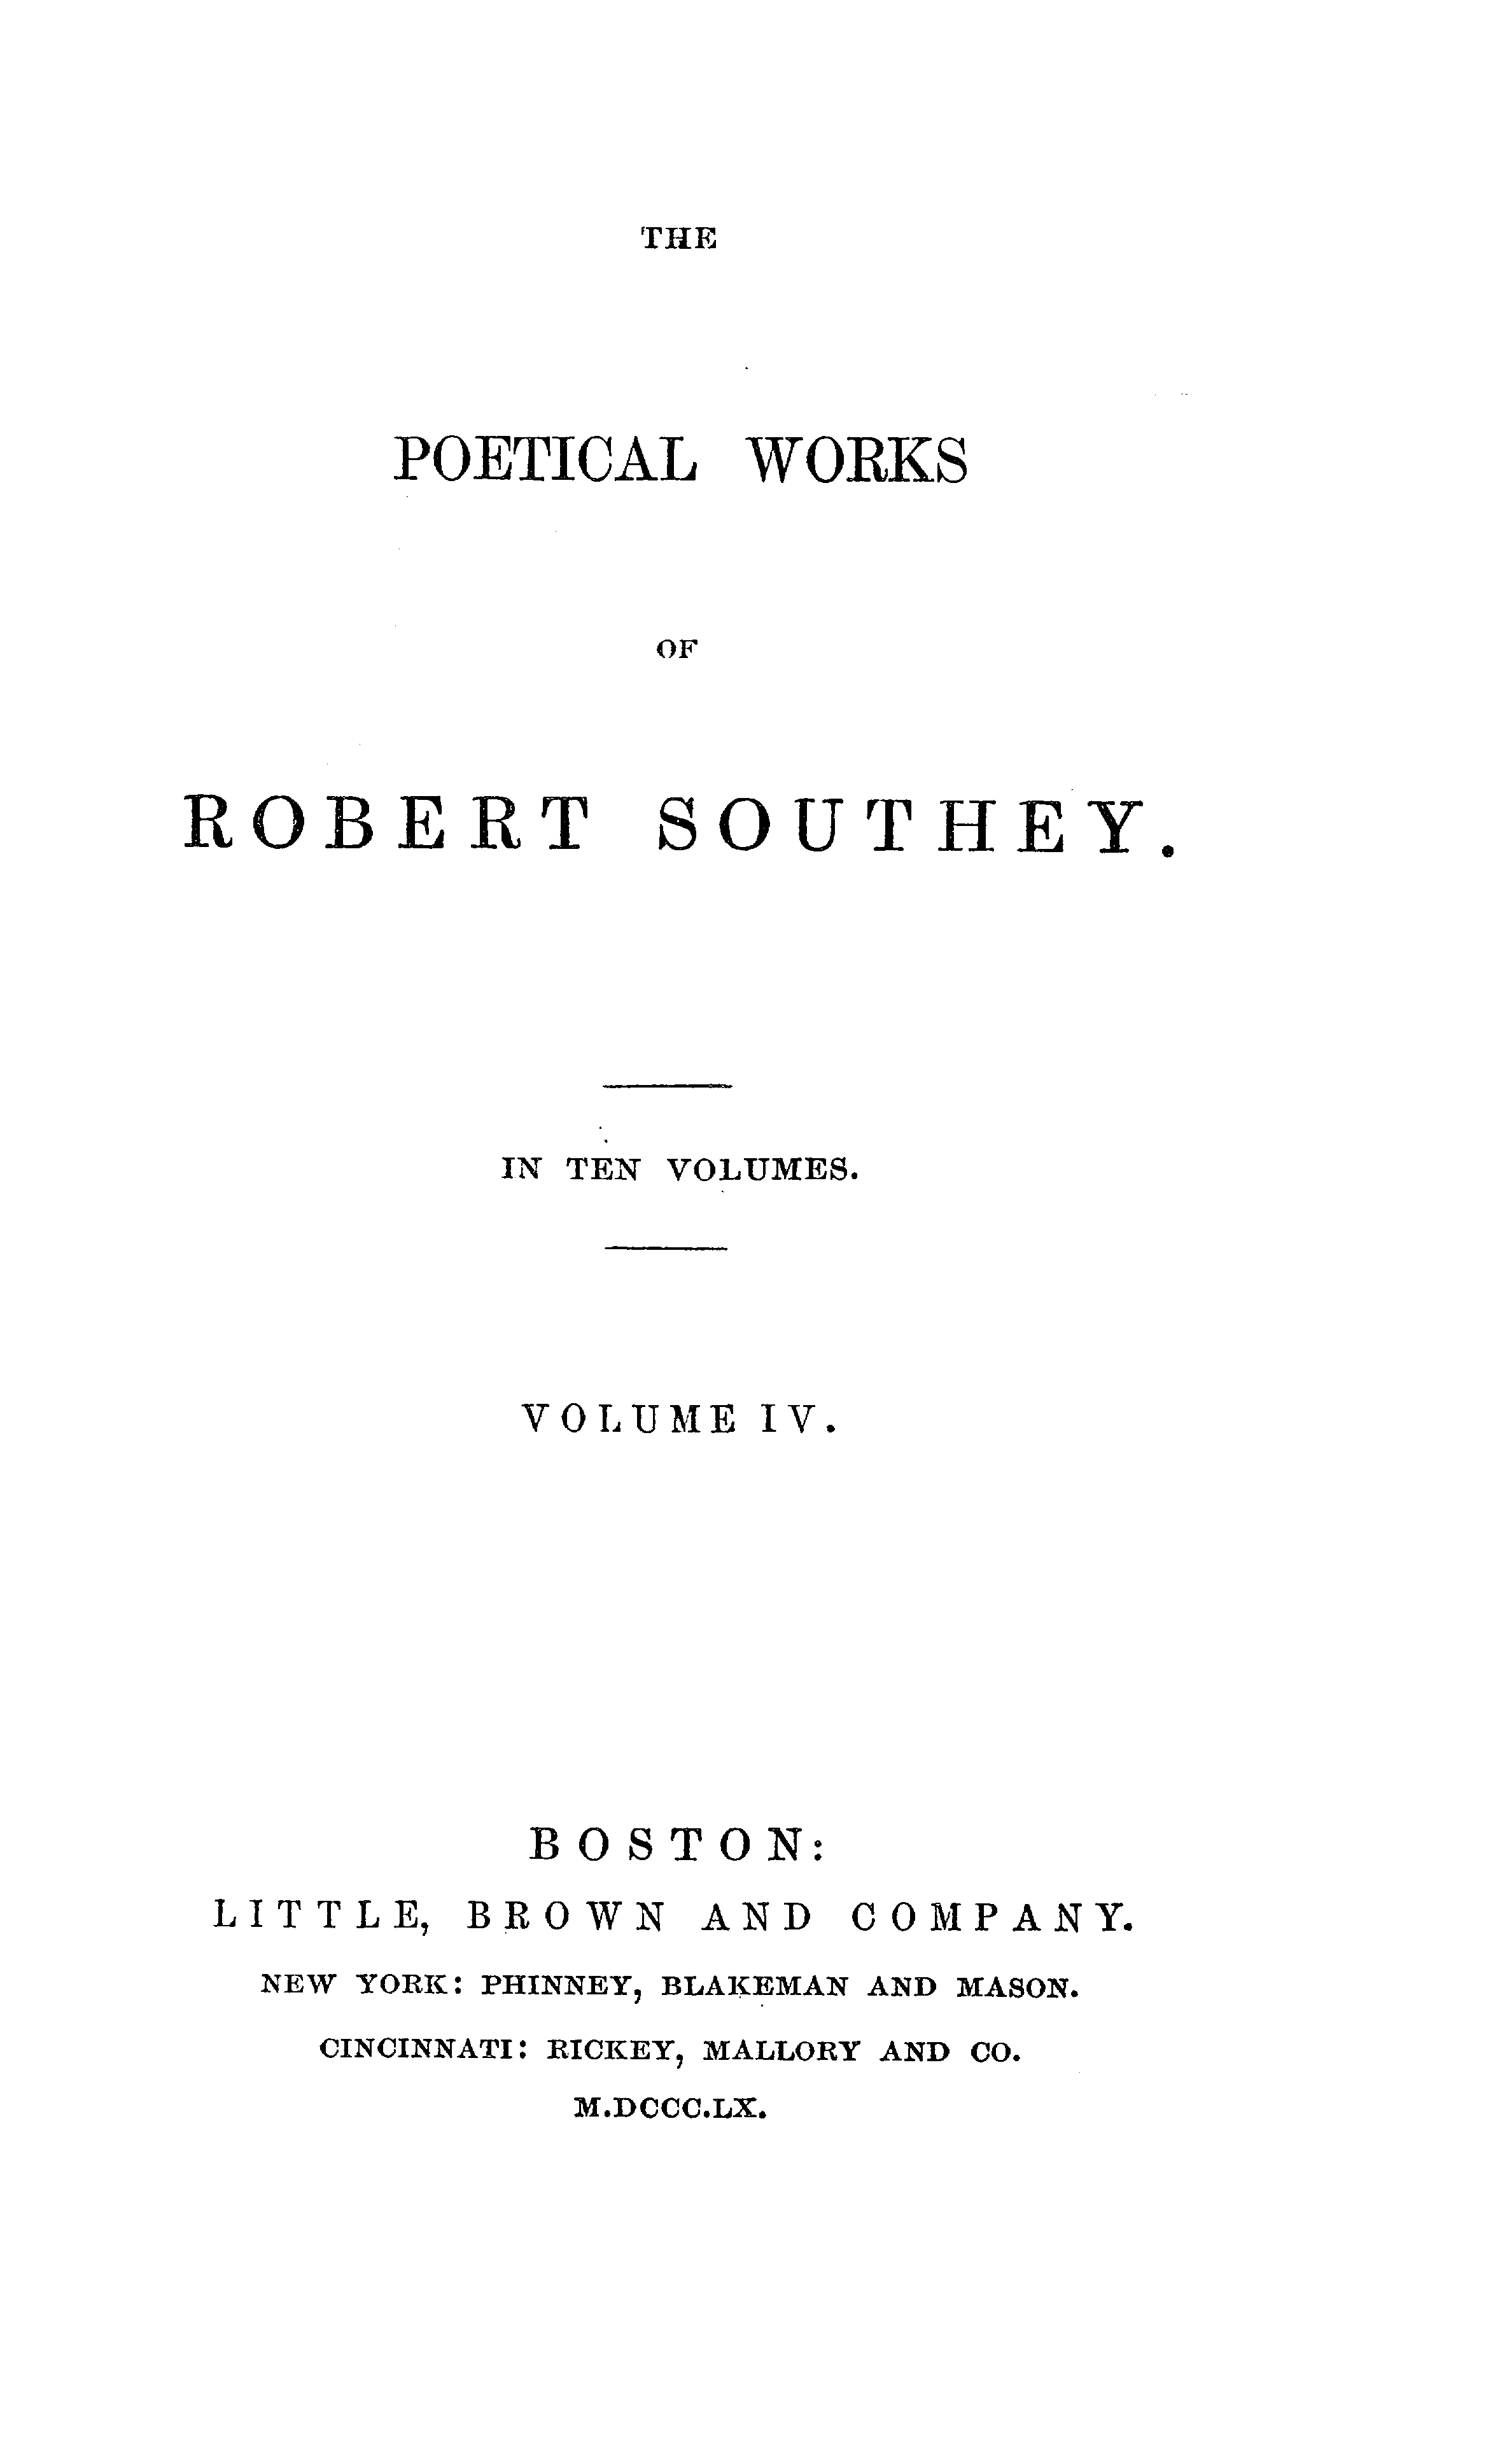 THE
POETICAL WORKS
OF
ROBERT SOUTHEY.
IN TEN VOLUMES.
VOLUME IV.
BOSTON:
LITTLE, BROWN AND COMPANY.
NEW YORK: PHINNEY, BLAKEMAN AND MASON.
CINCINNATI: RICKEY, MALLORY AND CO.
M.DCCC.LX.